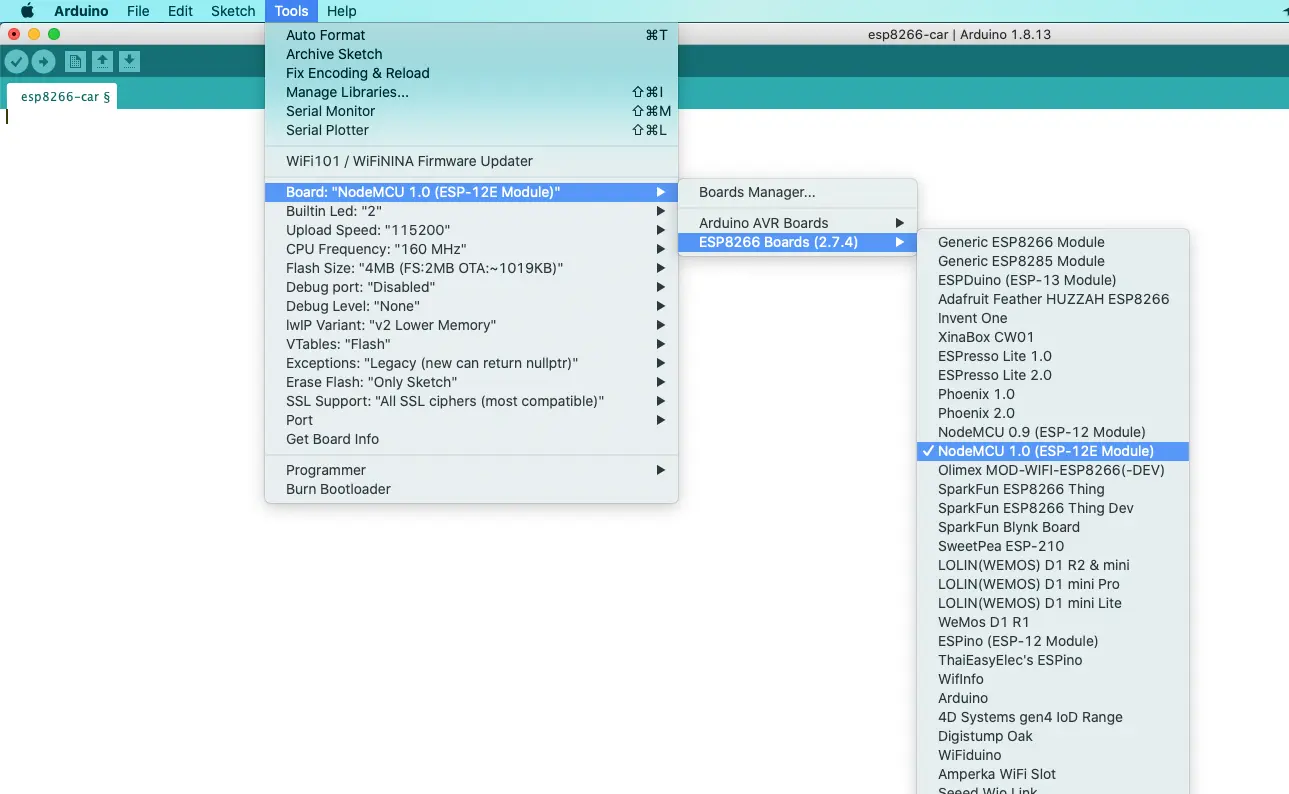 Arduino File Edit Sketch Tools Help
esp8266-car | Arduino 1.8.13
esp8266-car §
Auto Format ⌘T
Archive Sketch
Fix Encoding & Reload
Manage Libraries... ⇧⌘I
Serial Monitor ⇧⌘M
Serial Plotter ⇧⌘L
WiFi101 / WiFiNINA Firmware Updater
Board: "NodeMCU 1.0 (ESP-12E Module)"
Builtin Led: "2"
Upload Speed: "115200"
CPU Frequency: "160 MHz"
Flash Size: "4MB (FS:2MB OTA:~1019KB)"
Debug port: "Disabled"
Debug Level: "None"
lwIP Variant: "v2 Lower Memory"
VTables: "Flash"
Exceptions: "Legacy (new can return nullptr)"
Erase Flash: "Only Sketch"
SSL Support: "All SSL ciphers (most compatible)"
Port
Get Board Info
Programmer
Burn Bootloader
Boards Manager...
Arduino AVR Boards
ESP8266 Boards (2.7.4)
Generic ESP8266 Module
Generic ESP8285 Module
ESPDuino (ESP-13 Module)
Adafruit Feather HUZZAH ESP8266
Invent One
XinaBox CW01
ESPresso Lite 1.0
ESPresso Lite 2.0
Phoenix 1.0
Phoenix 2.0
NodeMCU 0.9 (ESP-12 Module)
✓ NodeMCU 1.0 (ESP-12E Module)
Olimex MOD-WIFI-ESP8266(-DEV)
SparkFun ESP8266 Thing
SparkFun ESP8266 Thing Dev
SparkFun Blynk Board
SweetPea ESP-210
LOLIN(WEMOS) D1 R2 & mini
LOLIN(WEMOS) D1 mini Pro
LOLIN(WEMOS) D1 mini Lite
WeMos D1 R1
ESPino (ESP-12 Module)
ThaiEasyElec's ESPino
WifInfo
Arduino
4D Systems gen4 IoD Range
Digistump Oak
WiFiduino
Amperka WiFi Slot
Seeed Wio Link